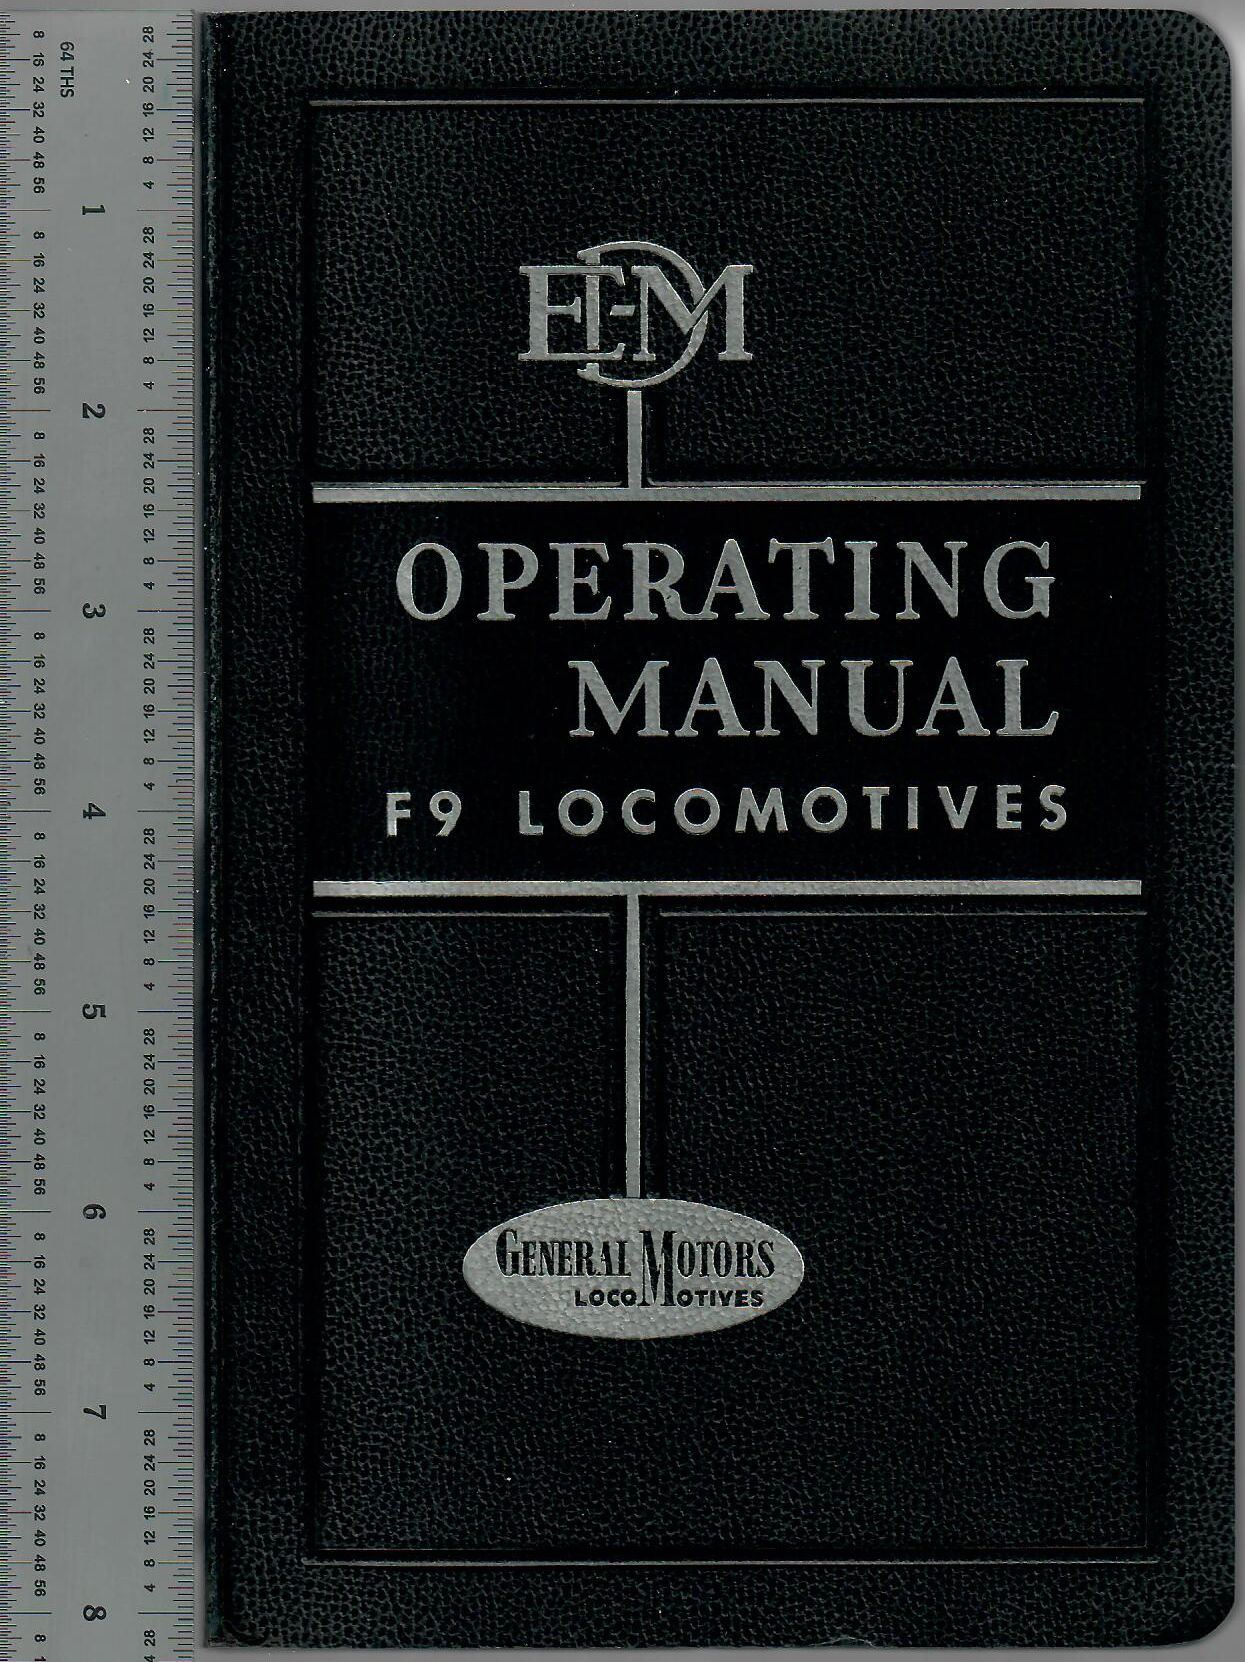 64 THS
1
2
3
4
5
6
7
8
EMD
OPERATING
MANUAL
F9 LOCOMOTIVES
GENERAL MOTORS
LOCOMOTIVES